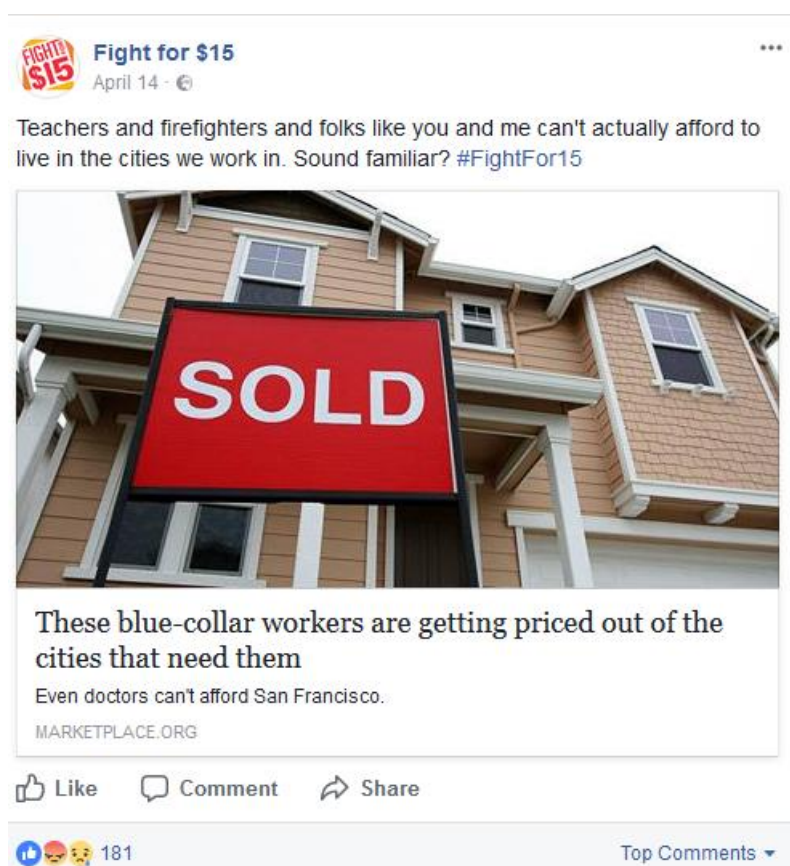 FIGHT FOR
$15
Fight for $15
April 14 ·
Teachers and firefighters and folks like you and me can't actually afford to
live in the cities we work in. Sound familiar? #FightFor15
SOLD
These blue-collar workers are getting priced out of the
cities that need them
Even doctors can't afford San Francisco.
MARKETPLACE.ORG
Like Comment Share
181 Top Comments